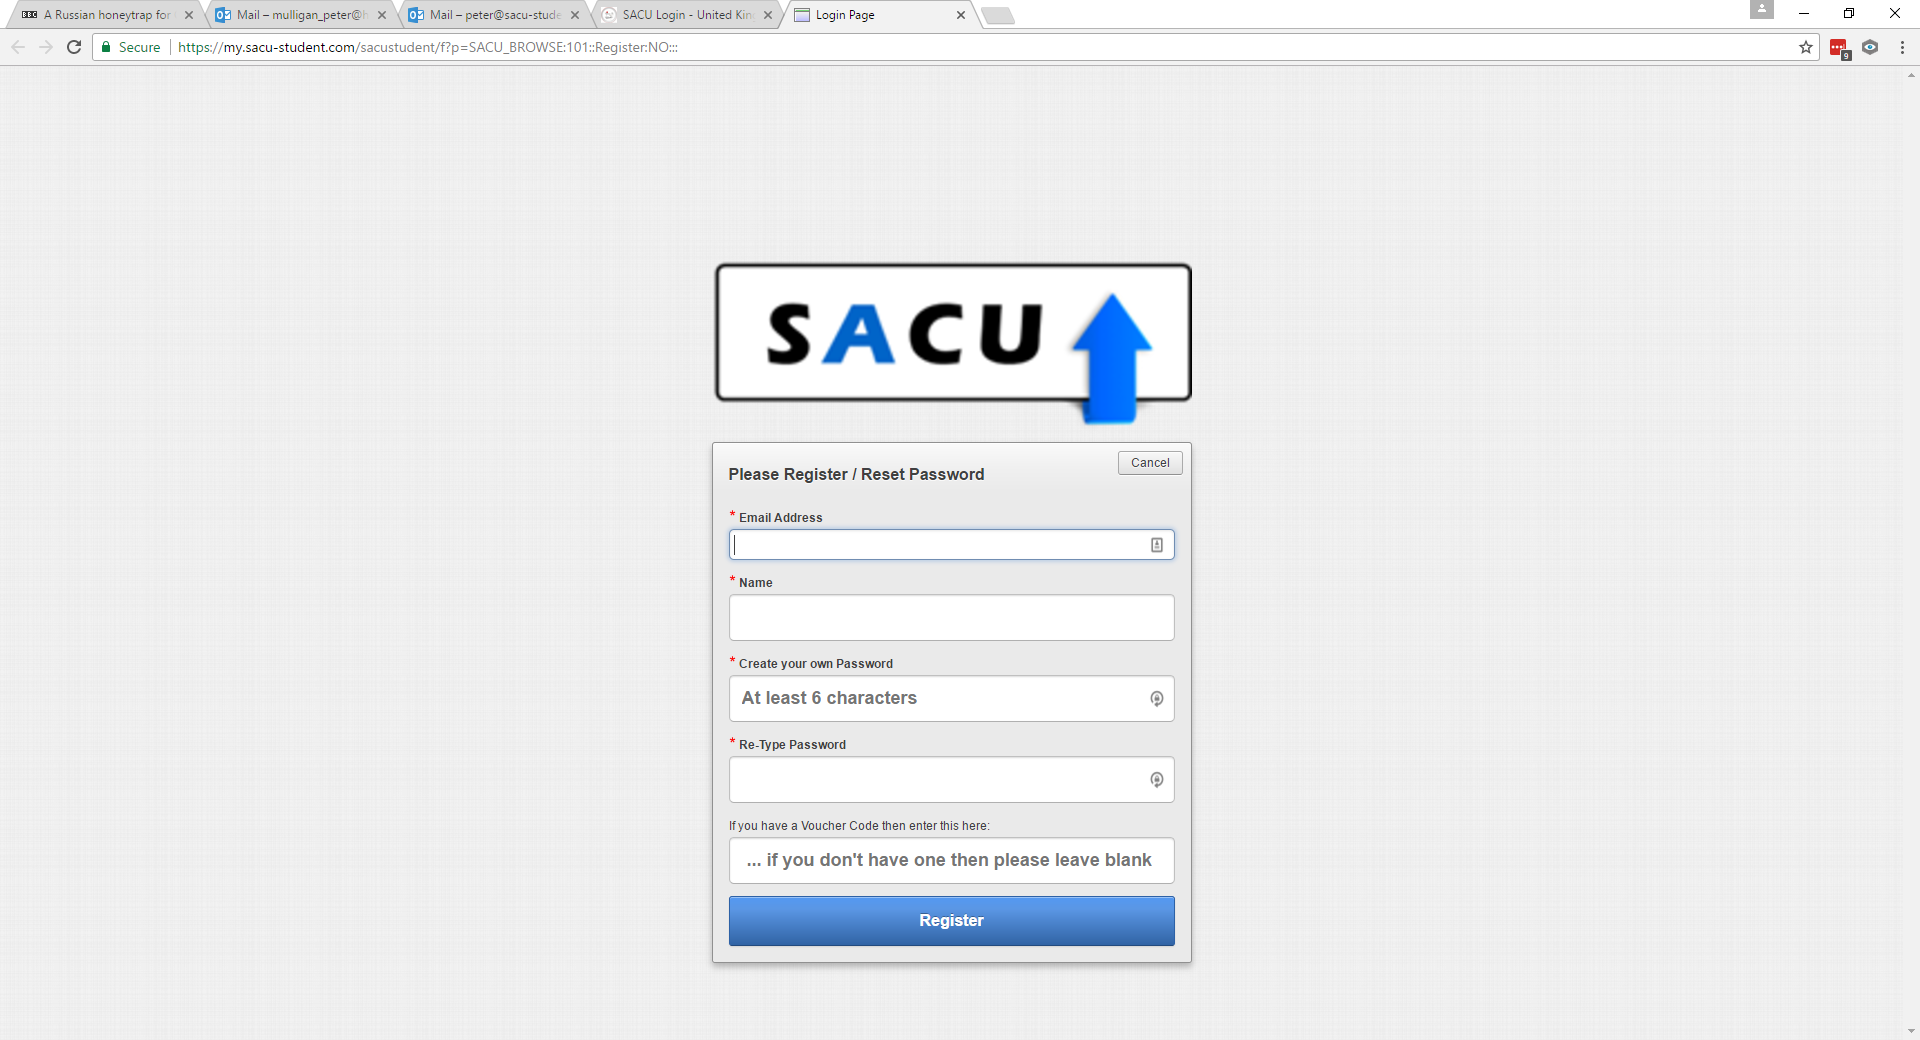 A Russian honeytrap for
Mail – mulligan_peter@h
Mail – peter@sacu-stude
SACU Login - United Kin
Login Page
Secure
https://my.sacu-student.com/sacustudent/f?p=SACU_BROWSE:101::Register:NO:::
9
SACU
Please Register / Reset Password
Cancel
* Email Address
* Name
* Create your own Password
At least 6 characters
* Re-Type Password
If you have a Voucher Code then enter this here:
... if you don't have one then please leave blank
Register